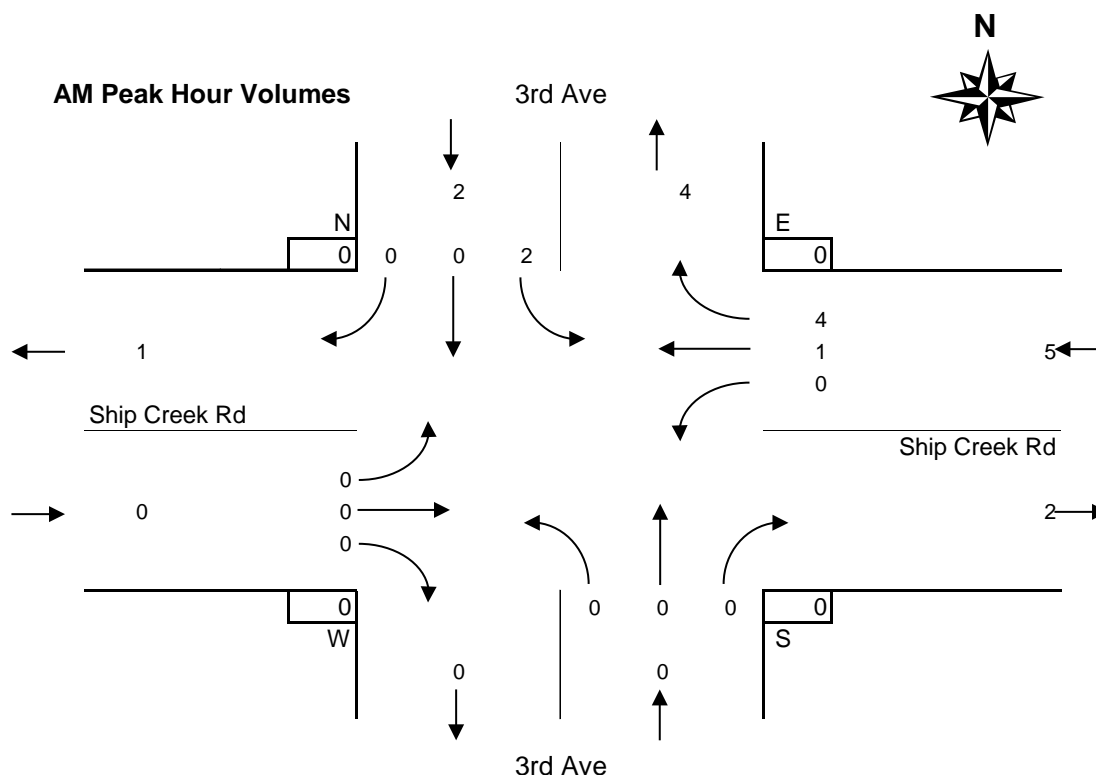 N
AM Peak Hour Volumes 3rd Ave
2 4
N E
0 0 0 2 0
4
1 1 5
0
Ship Creek Rd
Ship Creek Rd
0
0 0 2
0
0 0 0 0 0
W S
0 0
3rd Ave